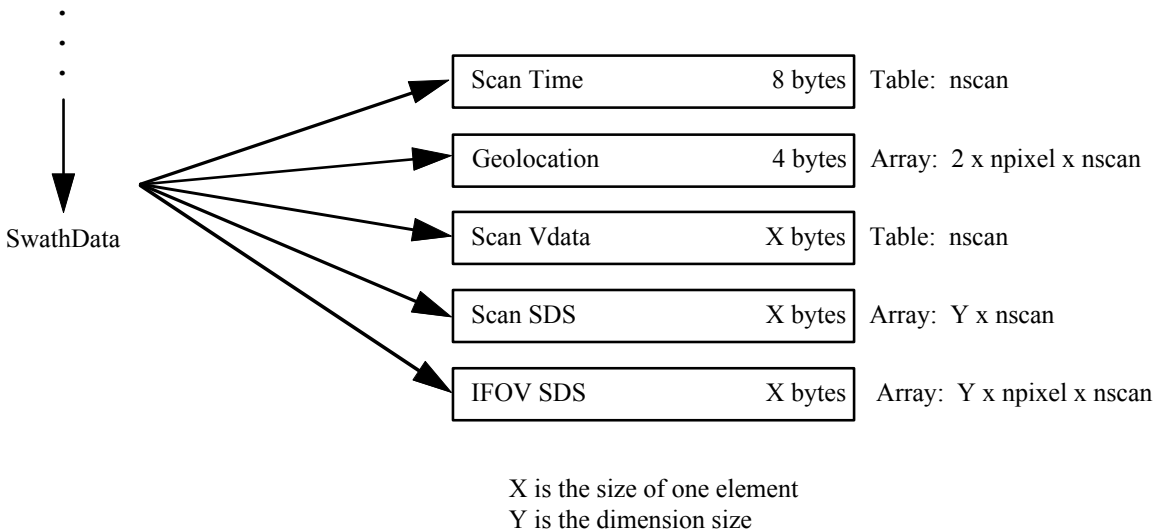 Scan Time 8 bytes Table: nscan
Geolocation 4 bytes Array: 2 x npixel x nscan
SwathData
Scan Vdata X bytes Table: nscan
Scan SDS X bytes Array: Y x nscan
IFOV SDS X bytes Array: Y x npixel x nscan
X is the size of one element
Y is the dimension size